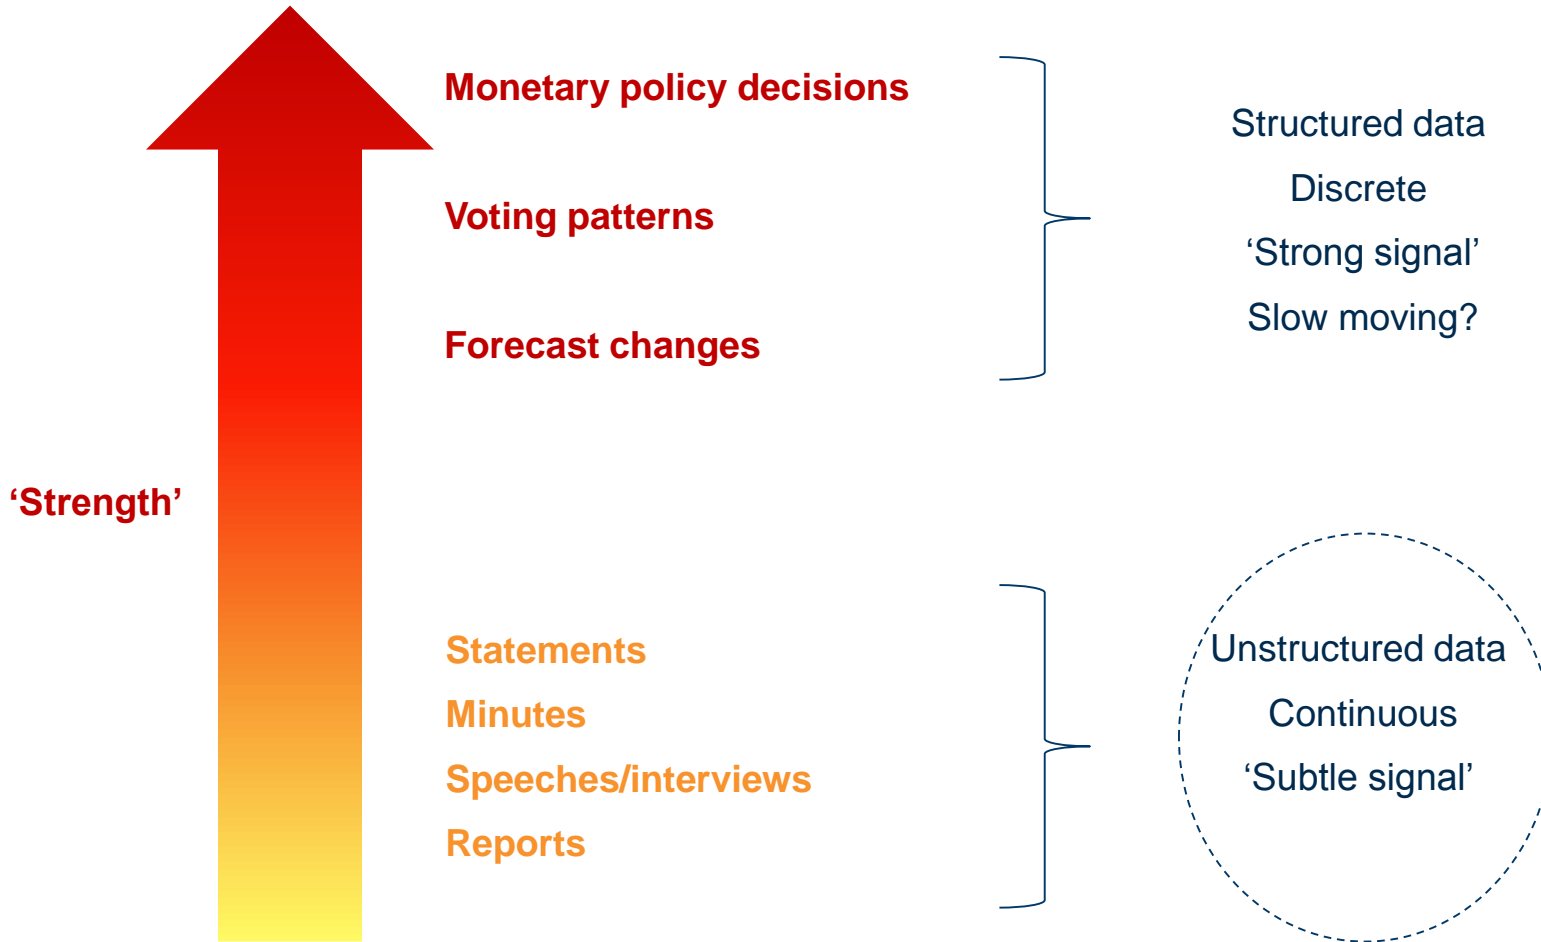 Monetary policy decisions
Voting patterns
Forecast changes
Structured data
Discrete
‘Strong signal’
Slow moving?
‘Strength’
Statements
Minutes
Speeches/interviews
Reports
Unstructured data
Continuous
‘Subtle signal’